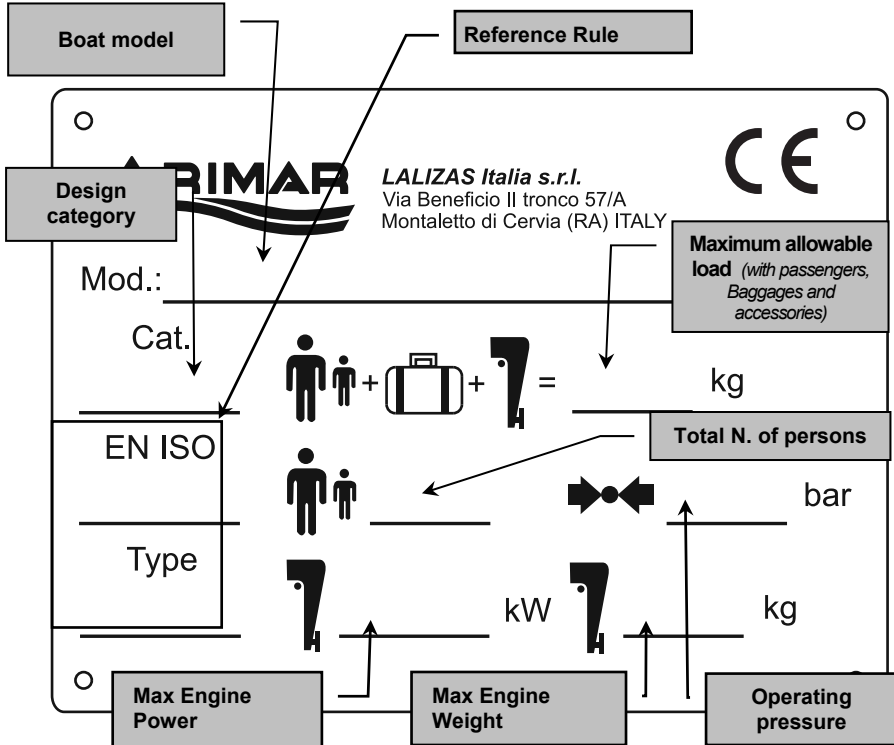 Boat model
Reference Rule
ARIMAR
CE
Design
category
LALIZAS Italia s.r.l.
Via Beneficio II tronco 57/A
Montaletto di Cervia (RA) ITALY
Maximum allowable
load (with passengers,
Baggages and
accessories)
Mod.:
Cat.
+ + = kg
EN ISO
Total N. of persons
bar
Type
kW kg
Max Engine
Power
Max Engine
Weight
Operating
pressure